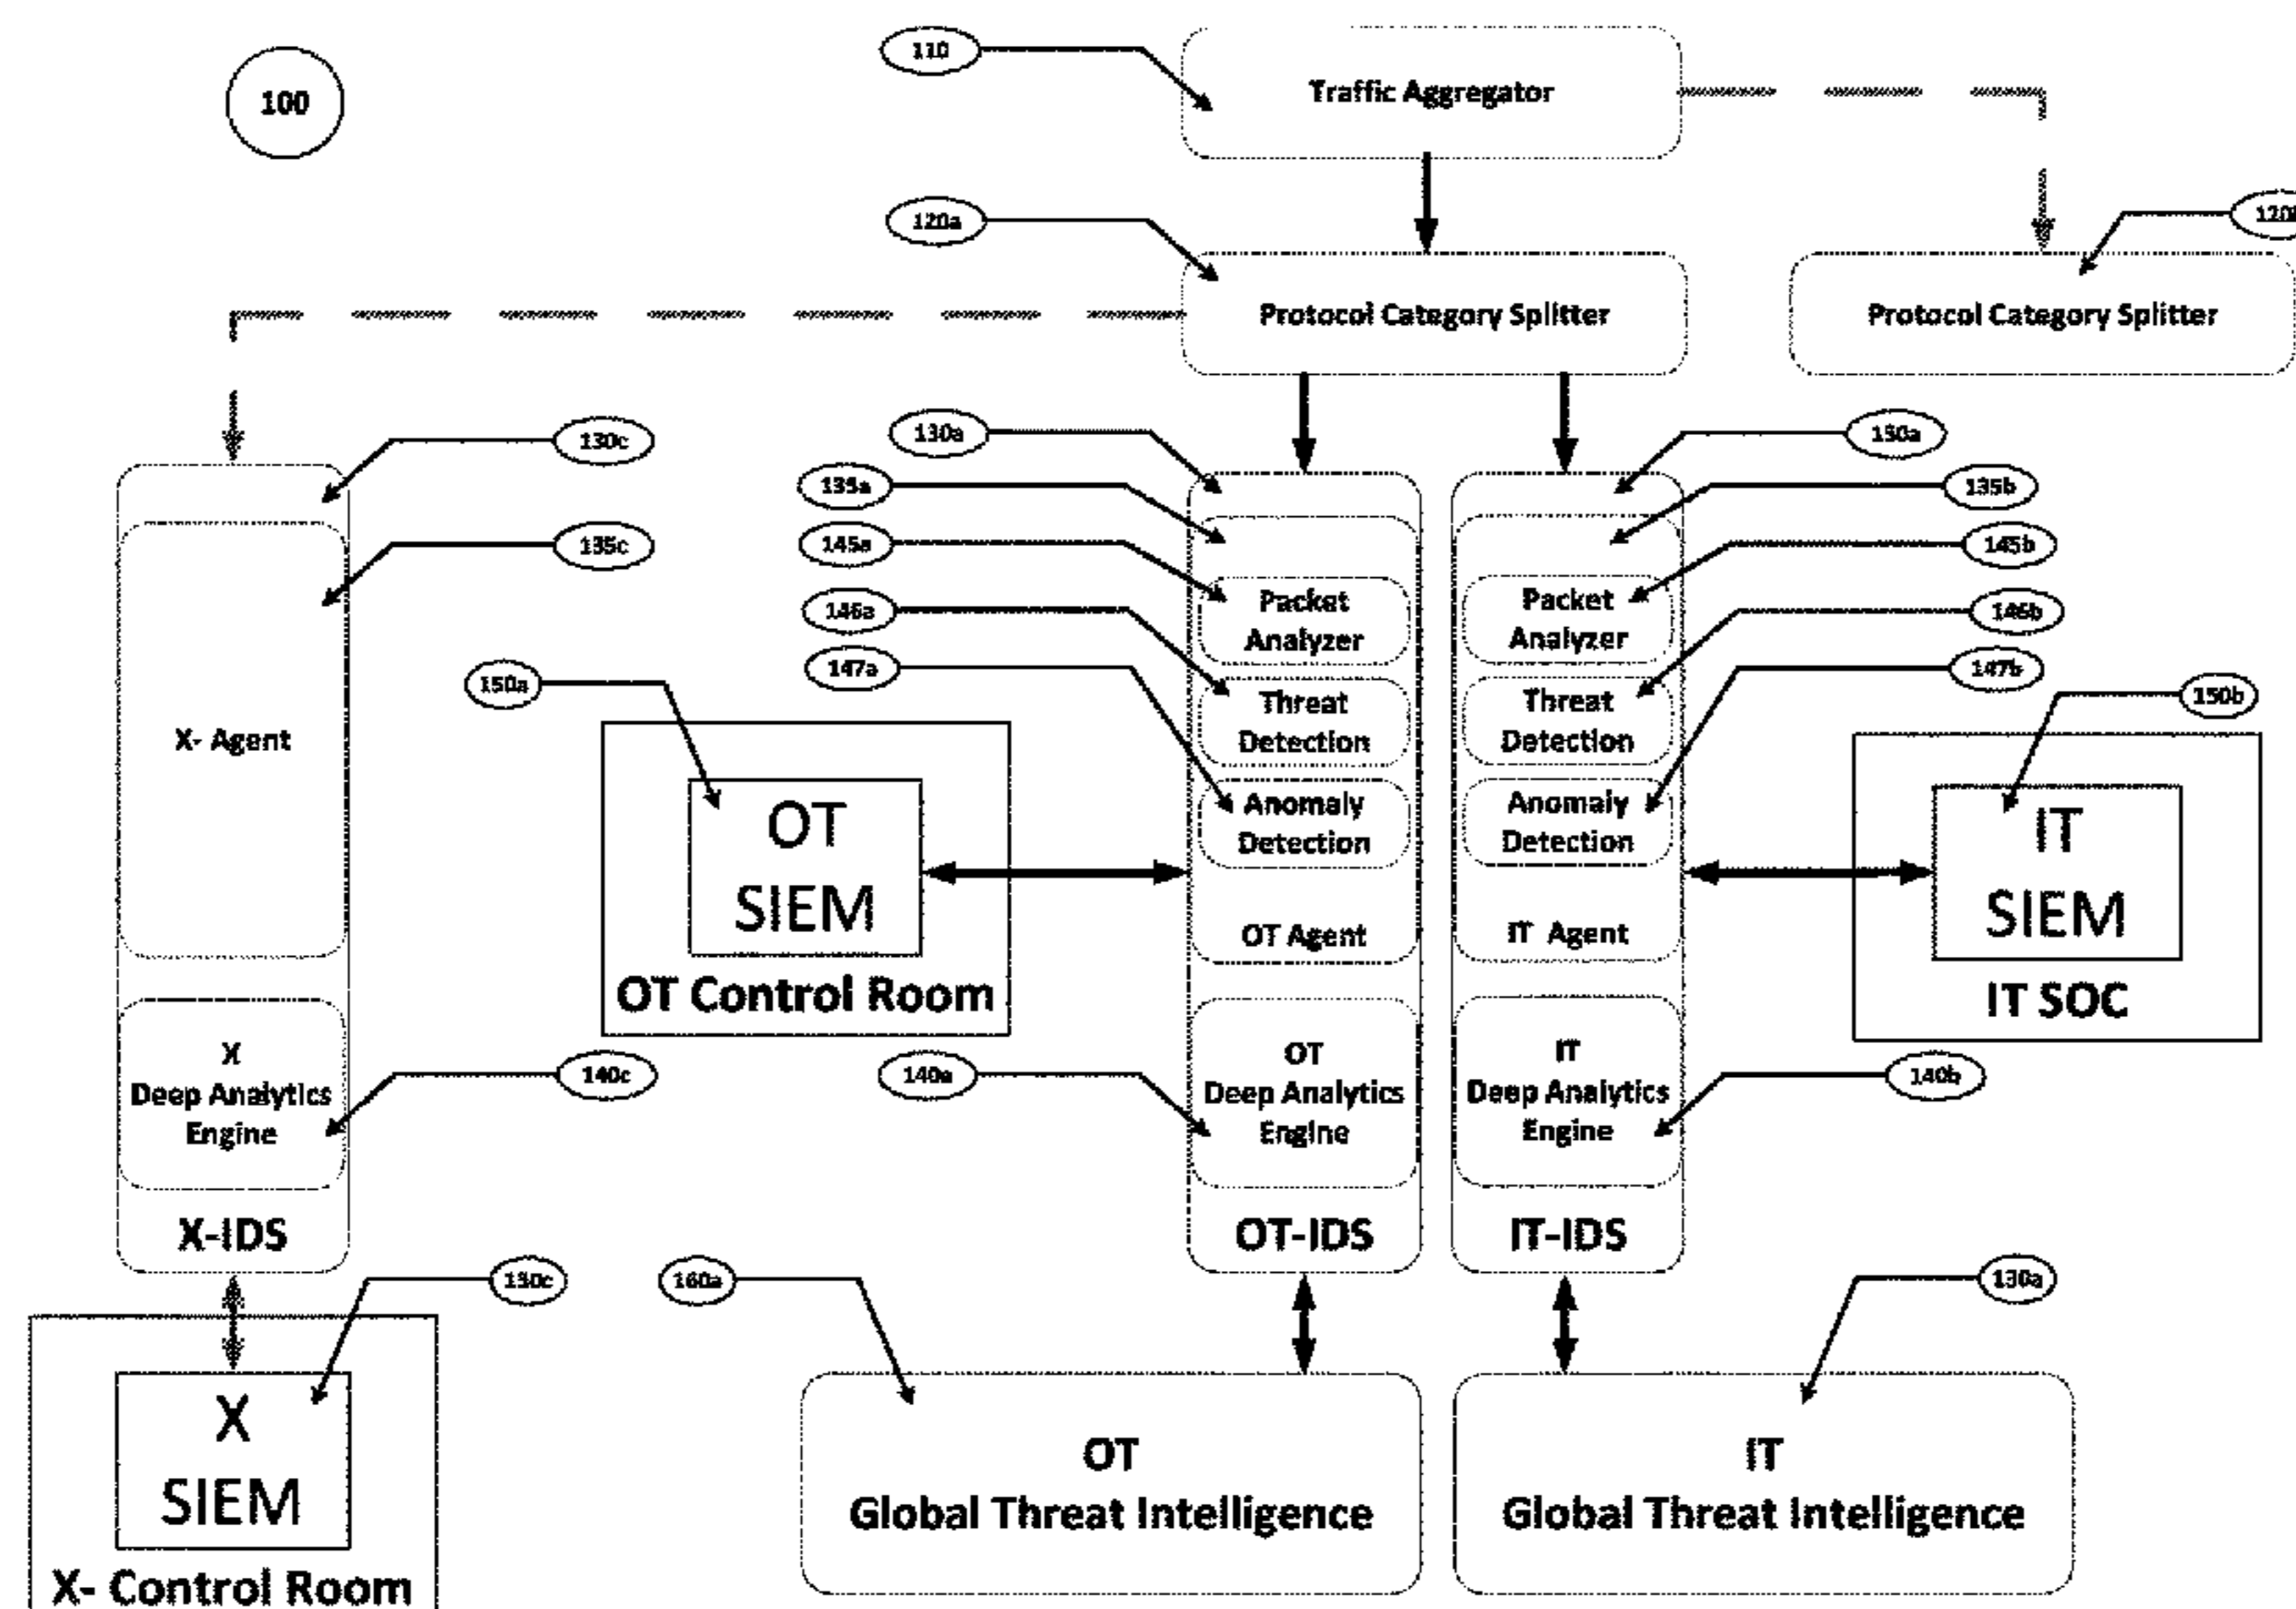 100
110
Traffic Aggregator
120a
Protocol Category Splitter
Protocol Category Splitter
130c
130a
135a
135b
135c
145a
145b
146a
146b
147a
147b
150a
150b
Packet
Analyzer
Threat
Detection
Anomaly
Detection
OT Agent
Packet
Analyzer
Threat
Detection
Anomaly
Detection
IT Agent
X- Agent
OT
SIEM
OT Control Room
IT
SIEM
IT SOC
X
Deep Analytics
Engine
140c
140a
OT
Deep Analytics
Engine
IT
Deep Analytics
Engine
140b
X-IDS
OT-IDS
IT-IDS
160a
130a
X
SIEM
X- Control Room
OT
Global Threat Intelligence
IT
Global Threat Intelligence